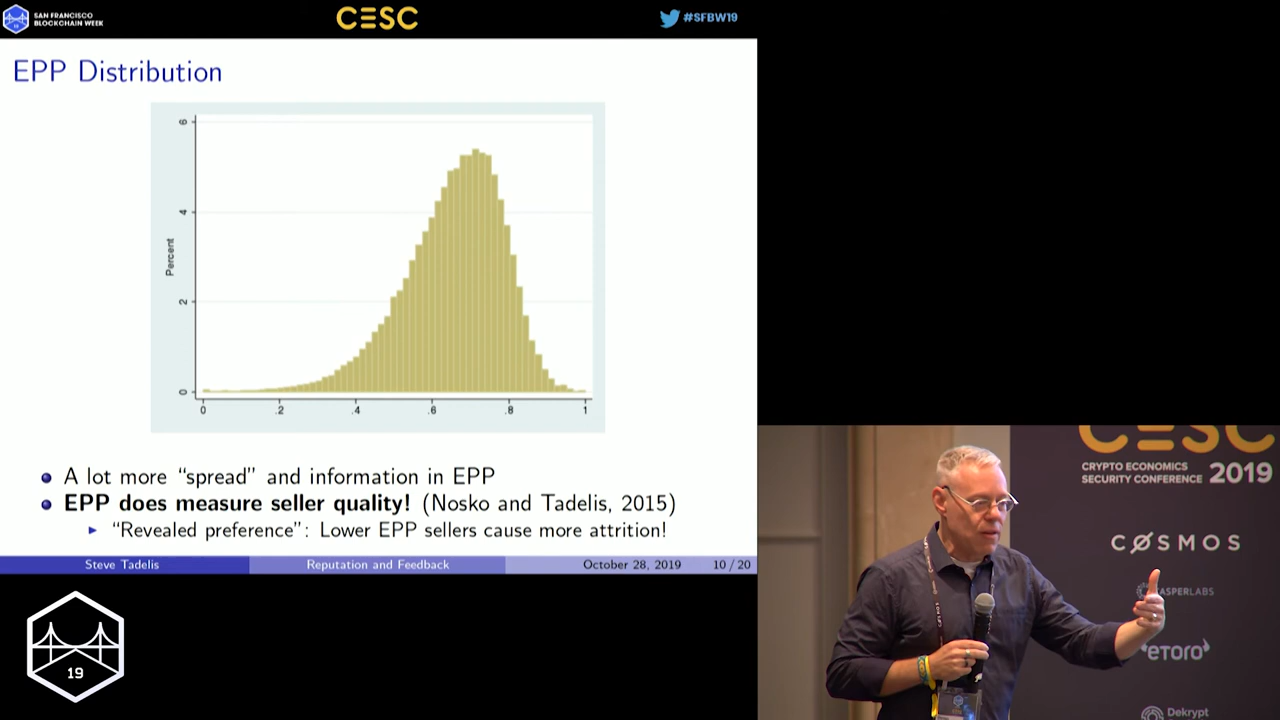 SAN FRANCISCO
BLOCKCHAIN WEEK
19
CΞSC
#SFBW19
EPP Distribution
6
4
2
0
Percent
0 .2 .4 .6 .8 1
A lot more “spread” and information in EPP
EPP does measure seller quality! (Nosko and Tadelis, 2015)
“Revealed preference”: Lower EPP sellers cause more attrition!
Steve Tadelis Reputation and Feedback October 28, 2019 10 / 20
19
CΞSC
CRYPTO ECONOMICS
SECURITY CONFERENCE 2019
CØSMOS
eToro
Dekrypt